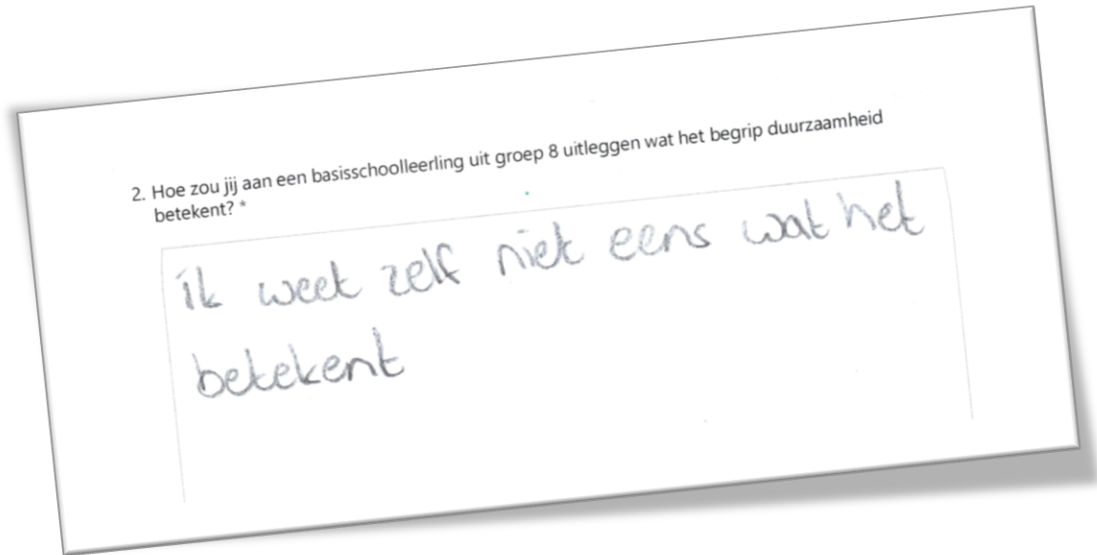 2. Hoe zou jij aan een basisschoolleerling uit groep 8 uitleggen wat het begrip duurzaamheid
betekent? *
ik weet zelf niet eens wat het
betekent